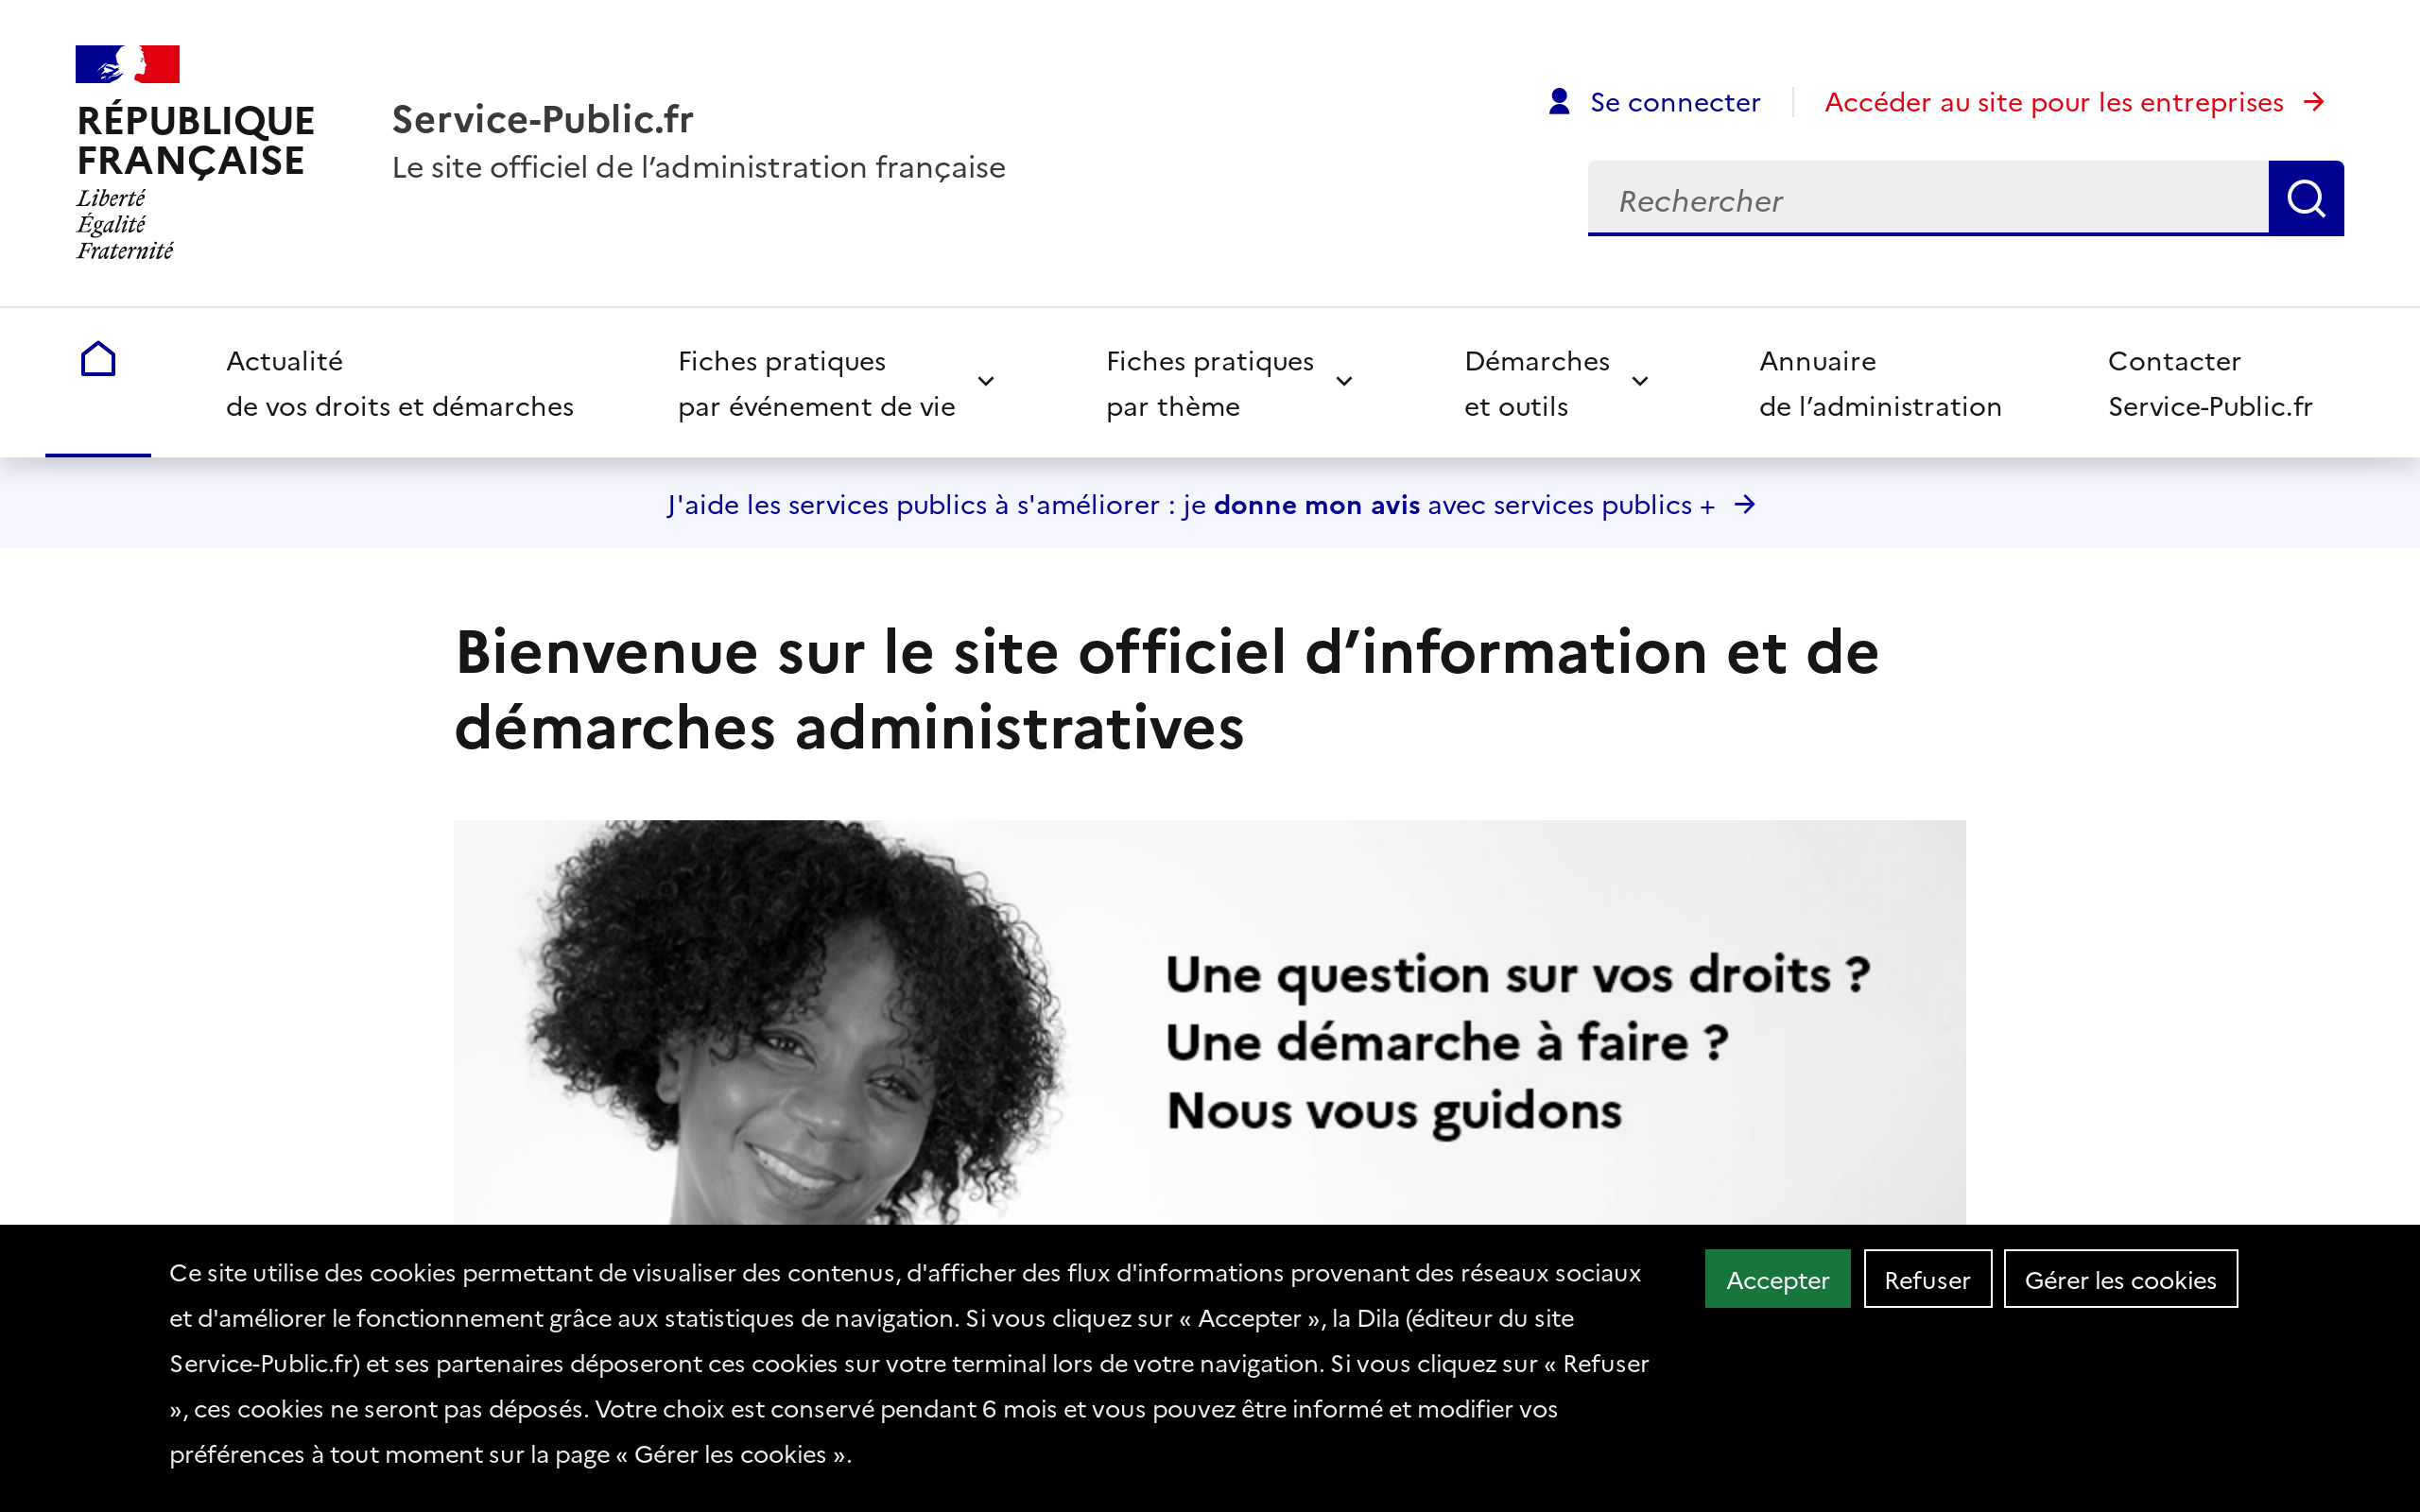 RÉPUBLIQUE
FRANÇAISE
Liberté
Égalité
Fraternité
Service-Public.fr
Le site officiel de l’administration française
Se connecter
Accéder au site pour les entreprises
Rechercher
Actualité
de vos droits et démarches
Fiches pratiques
par événement de vie
Fiches pratiques
par thème
Démarches
et outils
Annuaire
de l’administration
Contacter
Service-Public.fr
J'aide les services publics à s'améliorer : je donne mon avis avec services publics +
Bienvenue sur le site officiel d’information et de
démarches administratives
Une question sur vos droits ?
Une démarche à faire ?
Nous vous guidons
Ce site utilise des cookies permettant de visualiser des contenus, d'afficher des flux d'informations provenant des réseaux sociaux
et d'améliorer le fonctionnement grâce aux statistiques de navigation. Si vous cliquez sur « Accepter », la Dila (éditeur du site
Service-Public.fr) et ses partenaires déposeront ces cookies sur votre terminal lors de votre navigation. Si vous cliquez sur « Refuser
», ces cookies ne seront pas déposés. Votre choix est conservé pendant 6 mois et vous pouvez être informé et modifier vos
préférences à tout moment sur la page « Gérer les cookies ».
Accepter
Refuser
Gérer les cookies